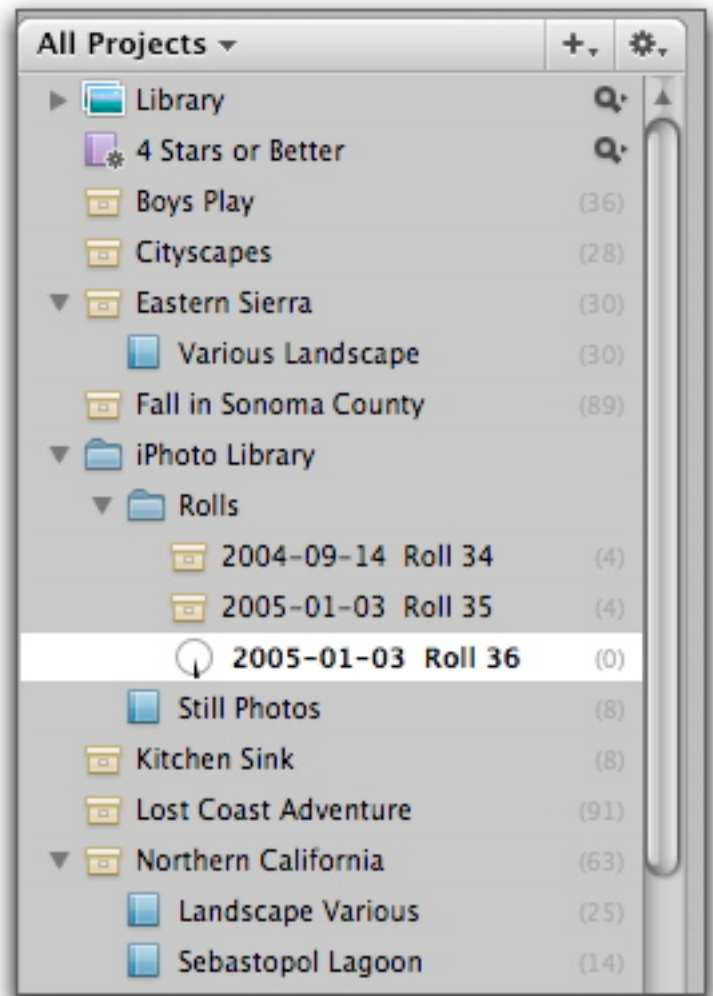 All Projects
Library
4 Stars or Better
Boys Play (36)
Cityscapes (28)
Eastern Sierra (30)
Various Landscape (30)
Fall in Sonoma County (89)
iPhoto Library
Rolls
2004-09-14 Roll 34 (4)
2005-01-03 Roll 35 (4)
2005-01-03 Roll 36 (0)
Still Photos (8)
Kitchen Sink (8)
Lost Coast Adventure (91)
Northern California (63)
Landscape Various (25)
Sebastopol Lagoon (14)